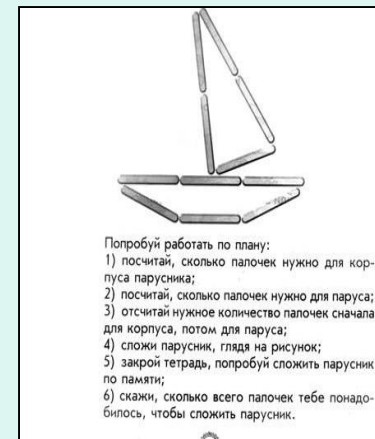 Попробуй работать по плану:
1) посчитай, сколько палочек нужно для кор-
пуса парусника;
2) посчитай, сколько палочек нужно для паруса;
3) отсчитай нужное количество палочек сначала
для корпуса, потом для паруса;
4) сложи парусник, глядя на рисунок;
5) закрой тетрадь, попробуй сложить парусник
по памяти;
6) скажи, сколько всего палочек тебе понадо-
билось, чтобы сложить парусник.